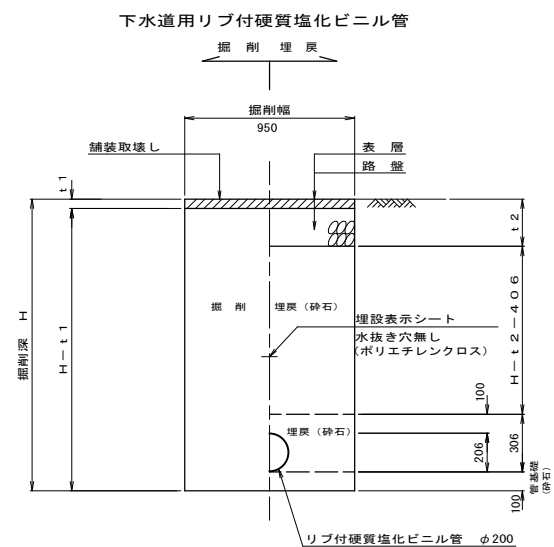 下水道用リブ付硬質塩化ビニル管
掘 削 埋 戻
掘削幅
950
舗装取壊し
表 層
路 盤
t1
t2
掘削深 H
H－t1
掘 削
埋戻（砕石）
埋設表示シート
水抜き穴無し
（ポリエチレンクロス）
H－t2－406
100
埋戻（砕石）
206
306
管基礎
（砕石）
100
リブ付硬質塩化ビニル管 φ200